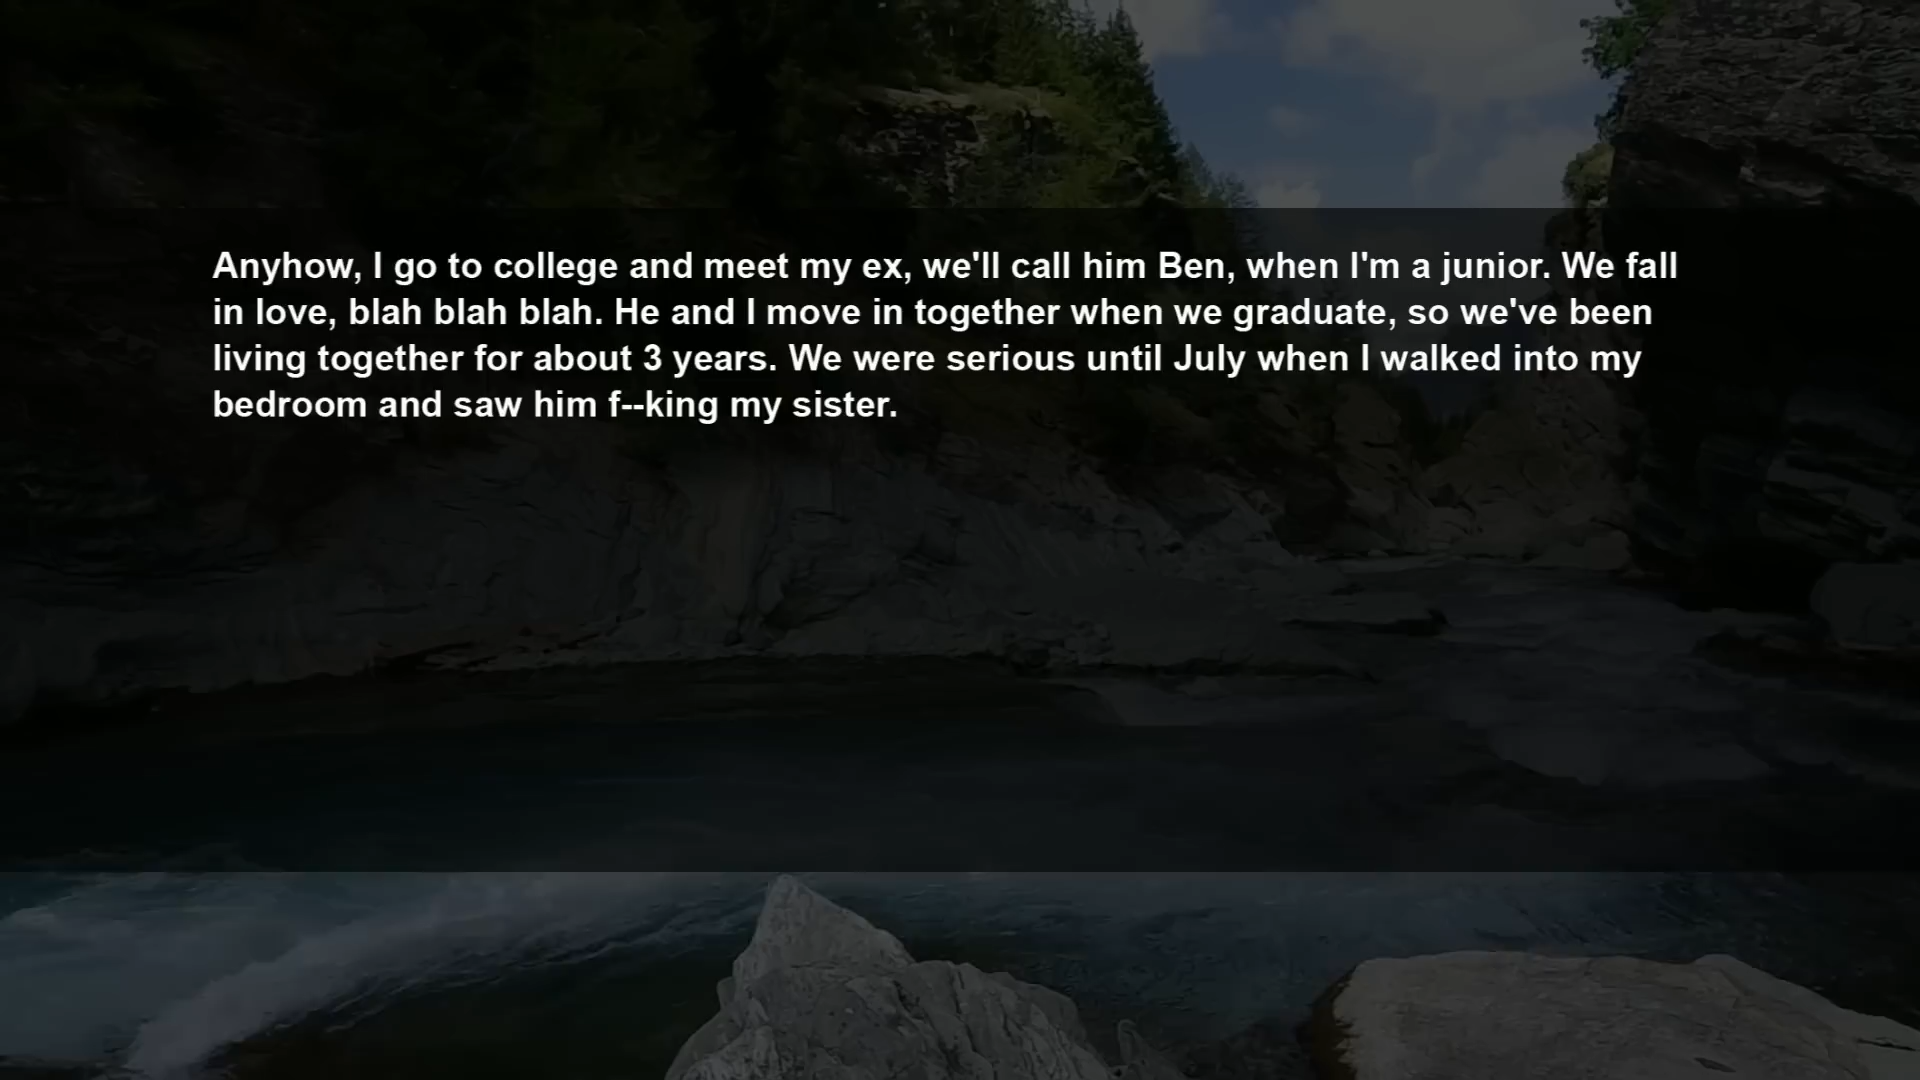 Anyhow, I go to college and meet my ex, we'll call him Ben, when I'm a junior. We fall
in love, blah blah blah. He and I move in together when we graduate, so we've been
living together for about 3 years. We were serious until July when I walked into my
bedroom and saw him f--king my sister.